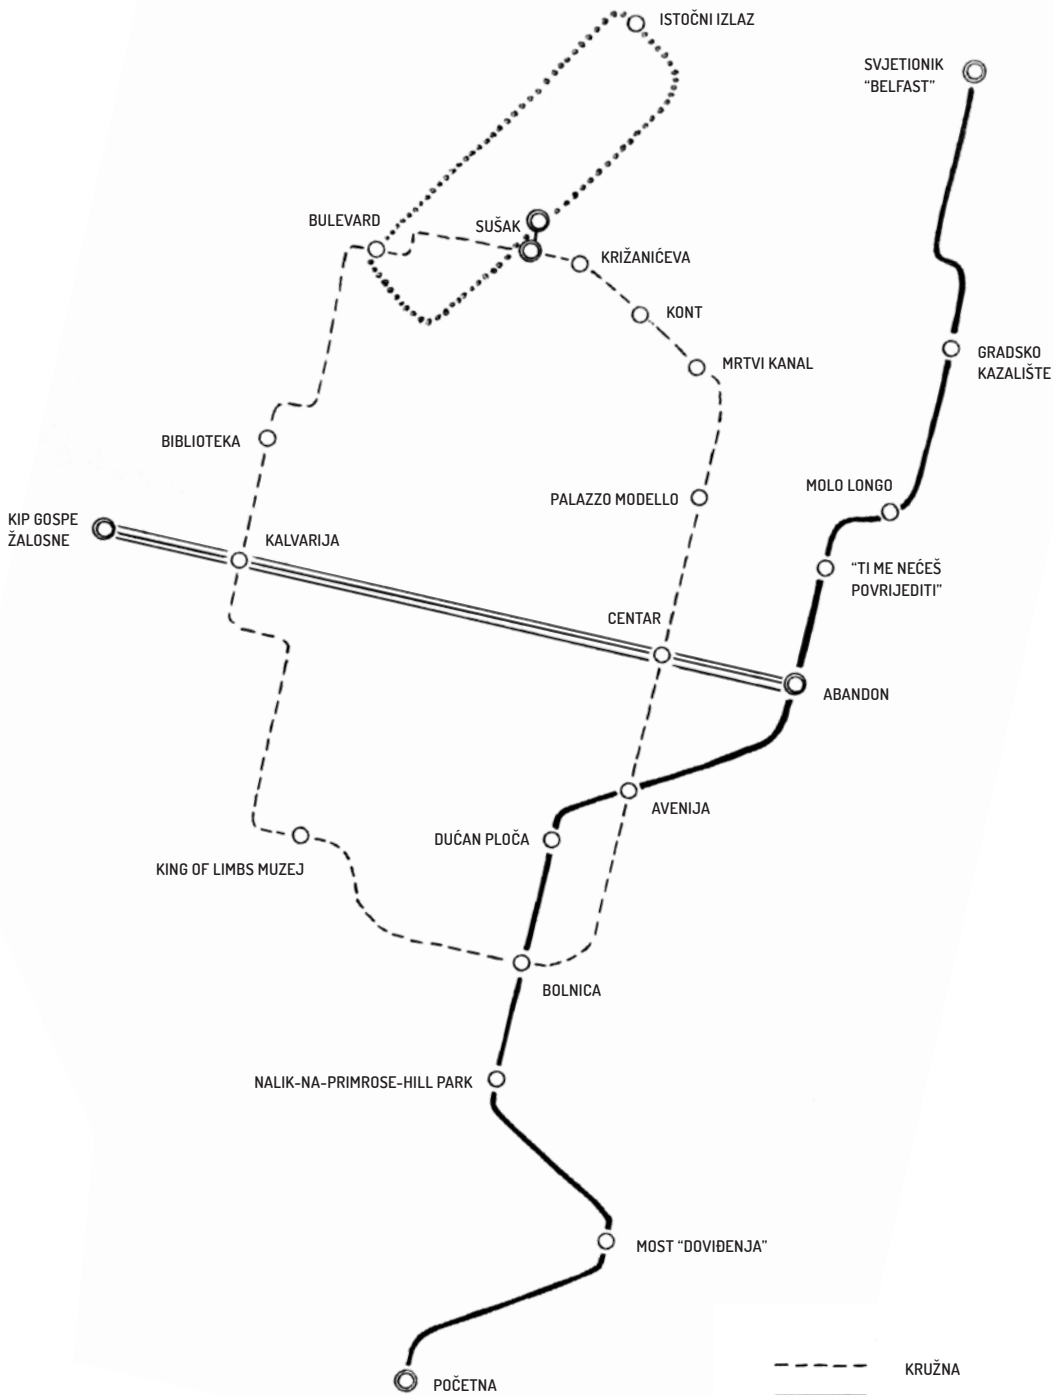 ISTOČNI IZLAZ
SVJETIONIK
“BELFAST”
BULEVARD
SUŠAK
KRIŽANIĆEVA
KONT
GRADSKO
KAZALIŠTE
MRTVI KANAL
BIBLIOTEKA
MOLO LONGO
PALAZZO MODELLO
KIP GOSPE
ŽALOSNE
KALVARIJA
“TI ME NEĆEŠ
POVRIJEDITI”
CENTAR
ABANDON
AVENIJA
DUĆAN PLOČA
KING OF LIMBS MUZEJ
BOLNICA
NALIK-NA-PRIMROSE-HILL PARK
MOST “DOVIĐENJA”
KRUŽNA
POČETNA